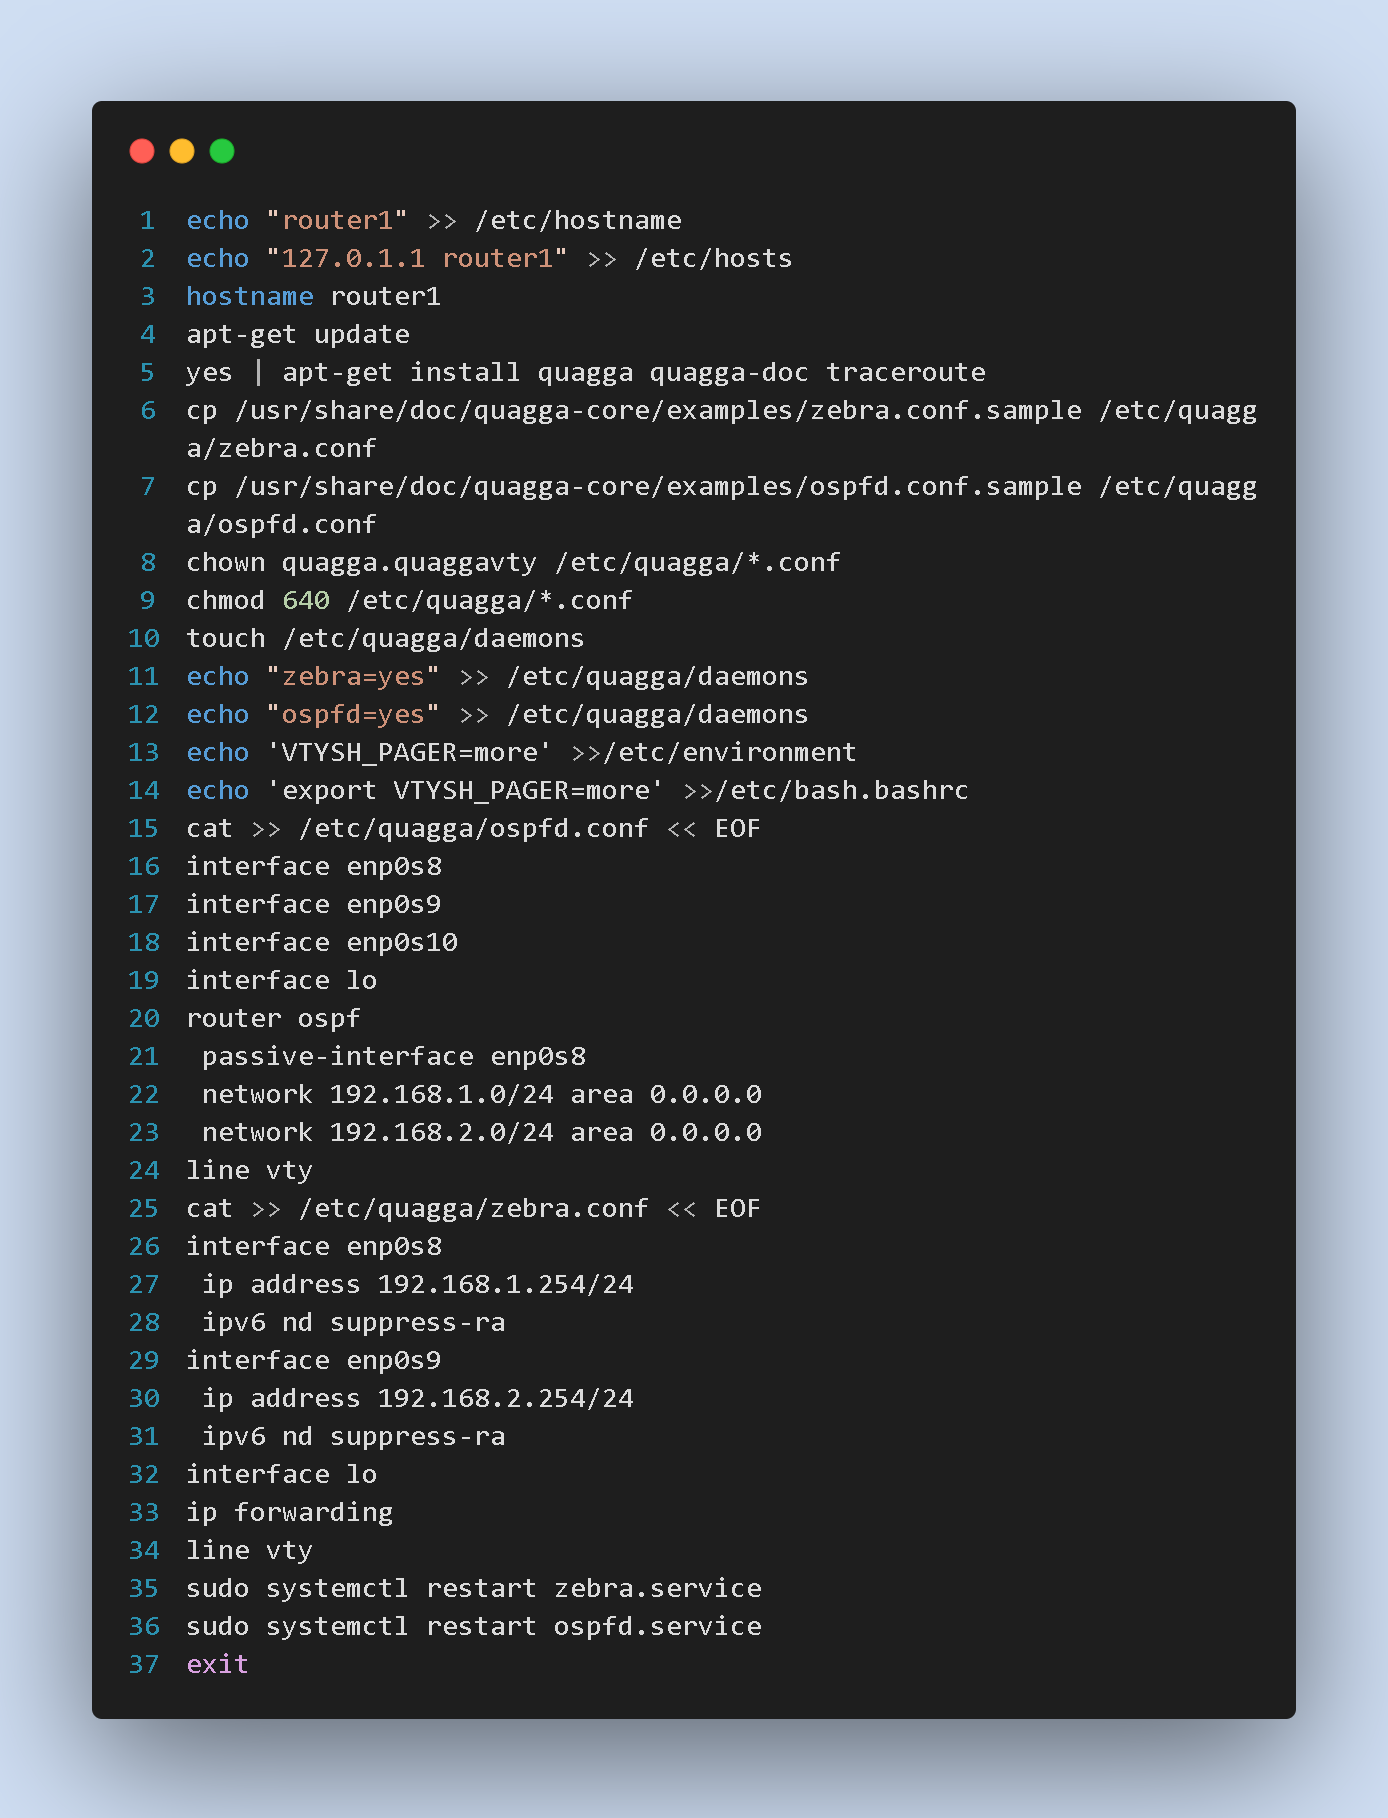 1 echo "router1" >> /etc/hostname
2 echo "127.0.1.1 router1" >> /etc/hosts
3 hostname router1
4 apt-get update
5 yes | apt-get install quagga quagga-doc traceroute
6 cp /usr/share/doc/quagga-core/examples/zebra.conf.sample /etc/quagg
a/zebra.conf
7 cp /usr/share/doc/quagga-core/examples/ospfd.conf.sample /etc/quagg
a/ospfd.conf
8 chown quagga.quaggavty /etc/quagga/*.conf
9 chmod 640 /etc/quagga/*.conf
10 touch /etc/quagga/daemons
11 echo "zebra=yes" >> /etc/quagga/daemons
12 echo "ospfd=yes" >> /etc/quagga/daemons
13 echo 'VTYSH_PAGER=more' >>/etc/environment
14 echo 'export VTYSH_PAGER=more' >>/etc/bash.bashrc
15 cat >> /etc/quagga/ospfd.conf << EOF
16 interface enp0s8
17 interface enp0s9
18 interface enp0s10
19 interface lo
20 router ospf
21  passive-interface enp0s8
22  network 192.168.1.0/24 area 0.0.0.0
23  network 192.168.2.0/24 area 0.0.0.0
24 line vty
25 cat >> /etc/quagga/zebra.conf << EOF
26 interface enp0s8
27  ip address 192.168.1.254/24
28  ipv6 nd suppress-ra
29 interface enp0s9
30  ip address 192.168.2.254/24
31  ipv6 nd suppress-ra
32 interface lo
33 ip forwarding
34 line vty
35 sudo systemctl restart zebra.service
36 sudo systemctl restart ospfd.service
37 exit